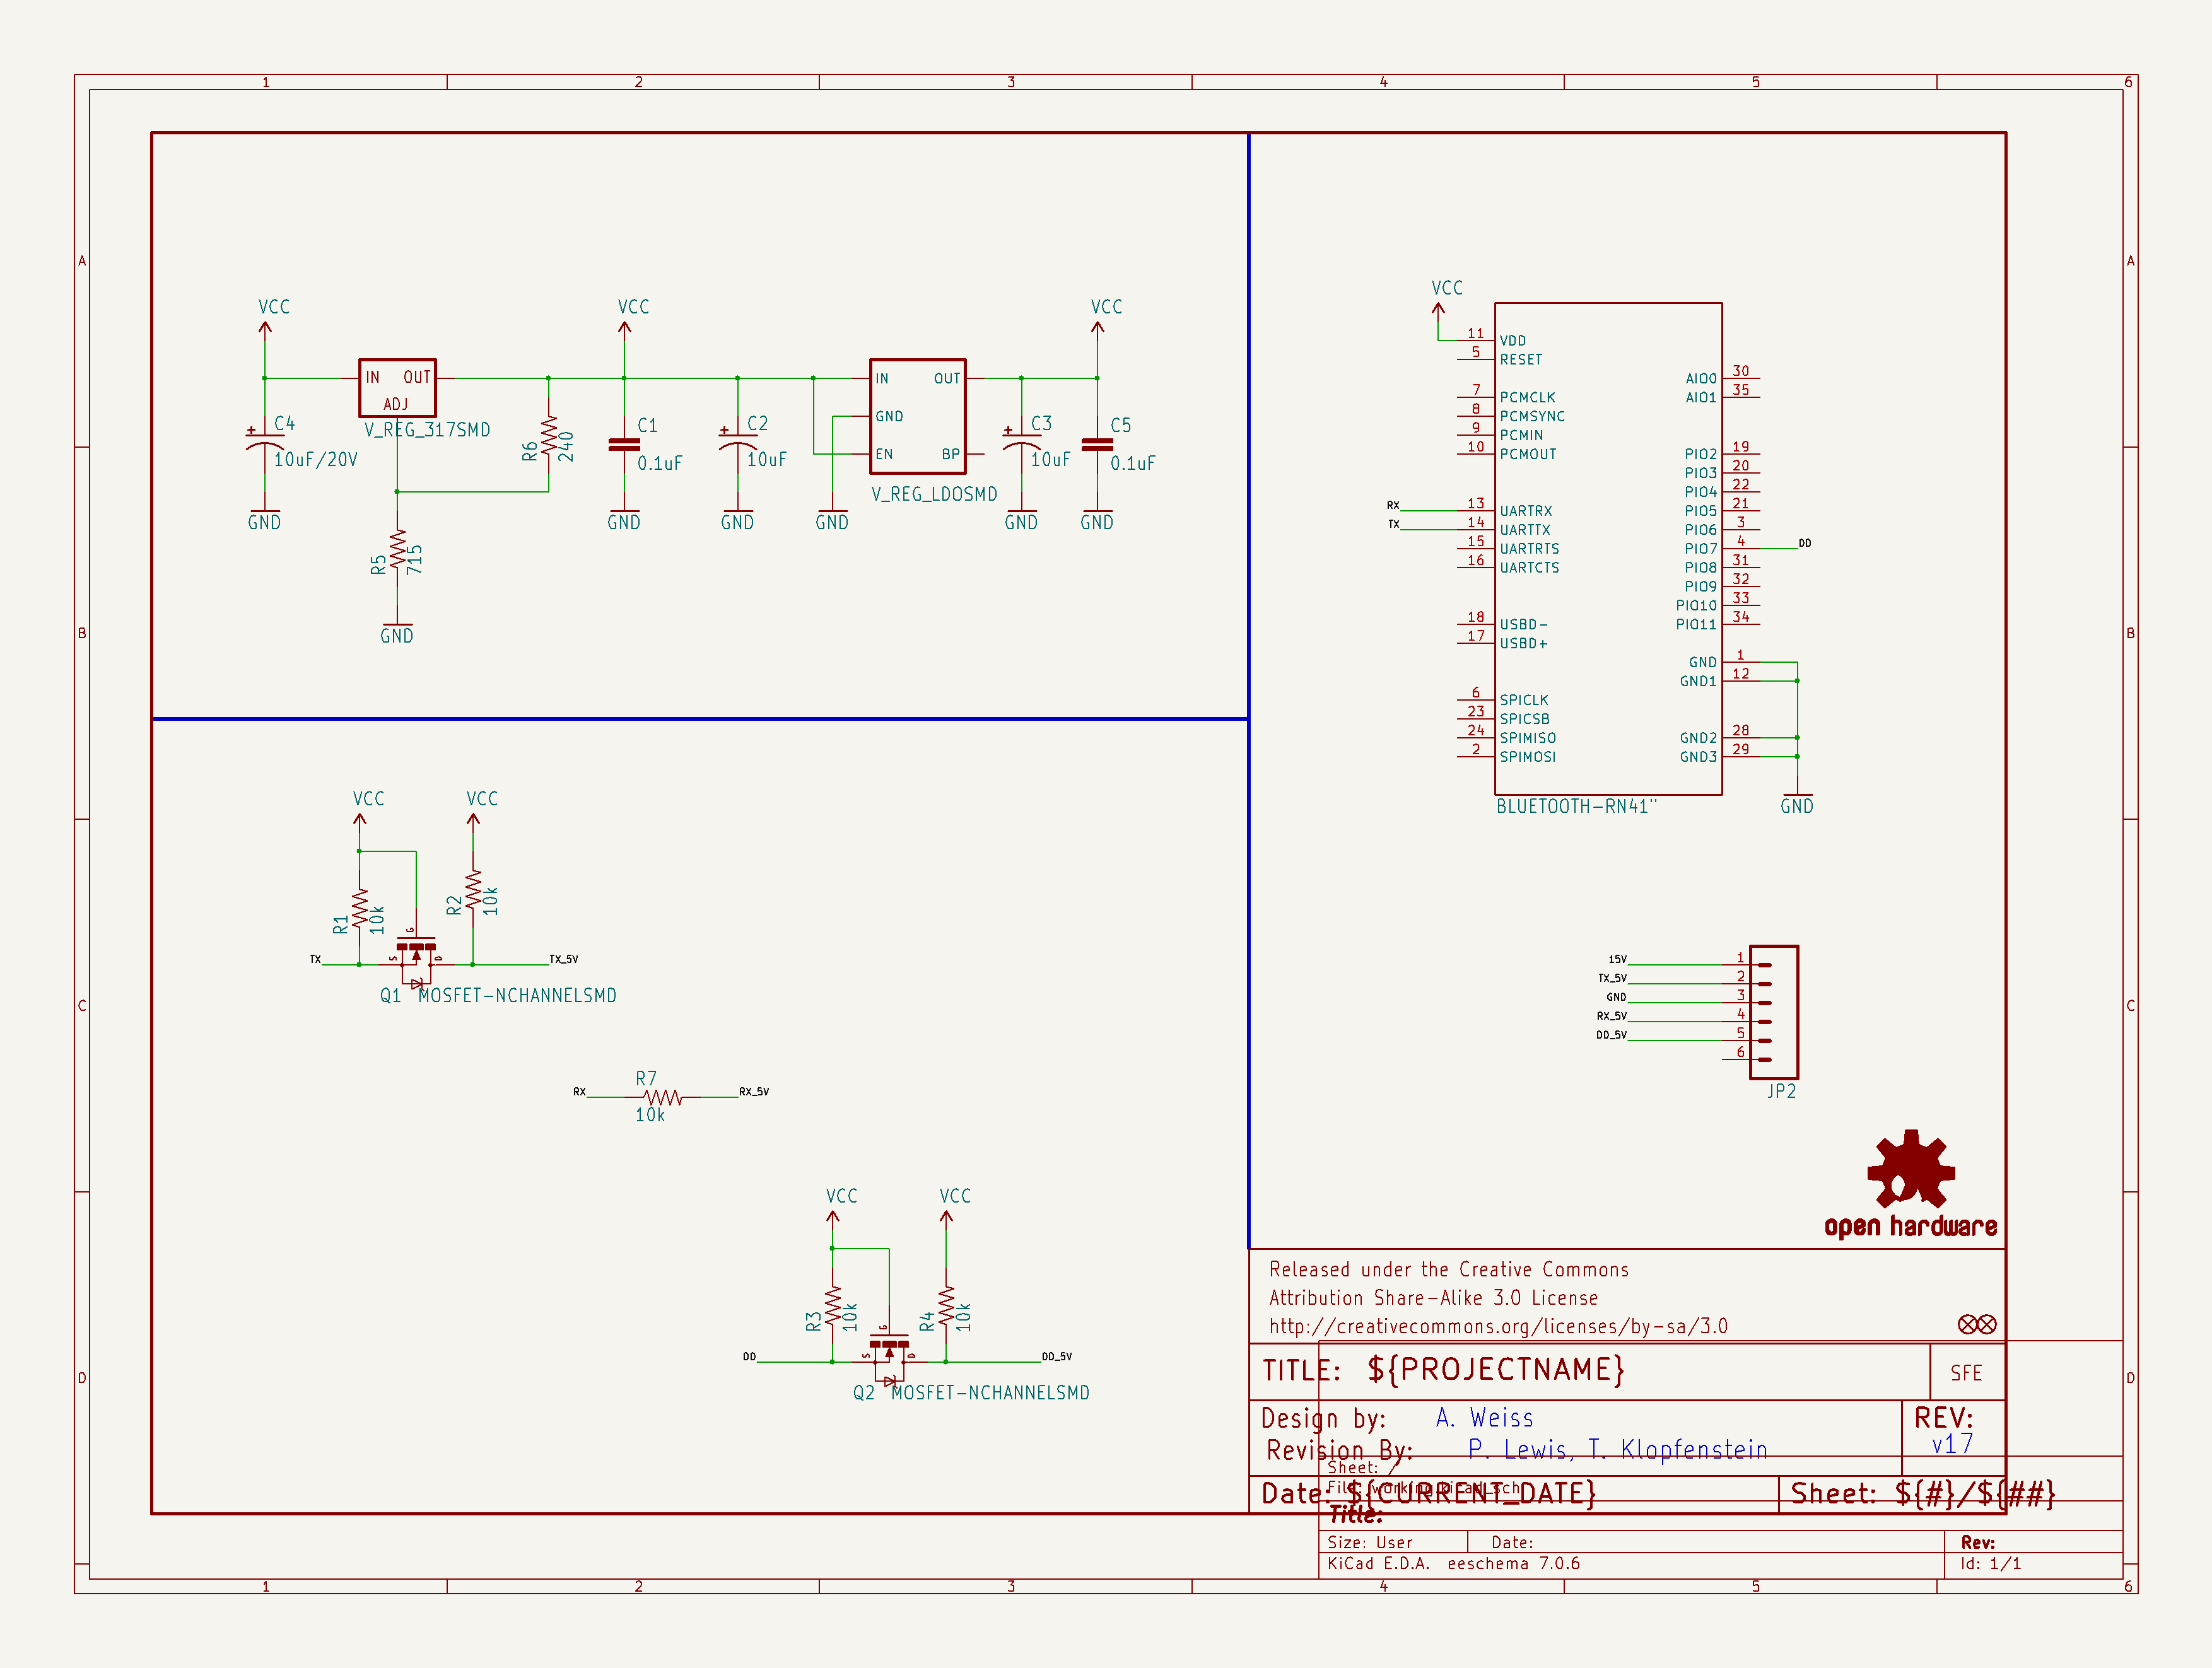 1 2 3 4 5 6
A A
VCC VCC VCC
IN OUT
ADJ
V_REG_317SMD
C4
10uF/20V
R6
240
C1
0.1uF
C2
10uF
IN OUT
GND
EN BP
V_REG_LDOSMD
C3
10uF
C5
0.1uF
GND GND GND GND GND GND
R5
715
GND
VCC
11 VDD
5 RESET
7 PCMCLK
8 PCMSYNC
9 PCMIN
10 PCMOUT
RX 13 UARTRX
TX 14 UARTTX
15 UARTRTS
16 UARTCTS
18 USBD-
17 USBD+
6 SPICLK
23 SPICSB
24 SPIMISO
2 SPIMOSI
AIO0 30
AIO1 35
PIO2 19
PIO3 20
PIO4 22
PIO5 21
PIO6 3
PIO7 4 DD
PIO8 31
PIO9 32
PIO10 33
PIO11 34
GND 1
GND1 12
GND2 28
GND3 29
BLUETOOTH-RN41"
GND
B B
VCC VCC
R1
10k
R2
10k
G
S D
TX TX_5V
Q1 MOSFET-NCHANNELSMD
C C
RX R7 RX_5V
10k
15V 1
TX_5V 2
GND 3
RX_5V 4
DD_5V 5
6
JP2
VCC VCC
R3
10k
R4
10k
G
S D
DD DD_5V
Q2 MOSFET-NCHANNELSMD
D D
open hardware
Released under the Creative Commons
Attribution Share-Alike 3.0 License
http://creativecommons.org/licenses/by-sa/3.0
TITLE: ${PROJECTNAME}
SFE
Design by: A. Weiss
REV:
v17
Revision By: P. Lewis, T. Klopfenstein
Sheet: /
File: working.kicad_sch
Date: ${CURRENT_DATE}
Sheet: ${#}/${##}
Title:
Size: User Date: Rev:
KiCad E.D.A. eeschema 7.0.6 Id: 1/1
1 2 3 4 5 6